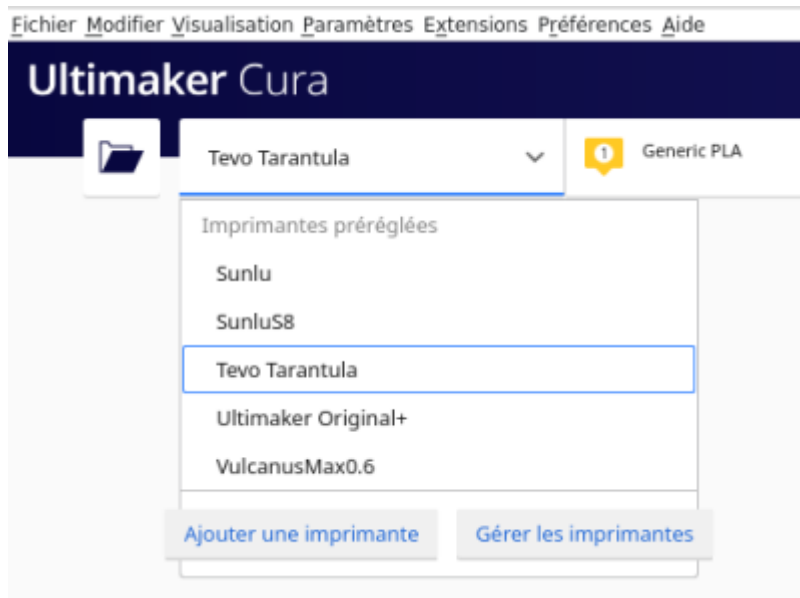 Fichier Modifier Visualisation Paramètres Extensions Préférences Aide
Ultimaker Cura
Tevo Tarantula
1 Generic PLA
Imprimantes préréglées
Sunlu
SunluS8
Tevo Tarantula
Ultimaker Original+
VulcanusMax0.6
Ajouter une imprimante Gérer les imprimantes